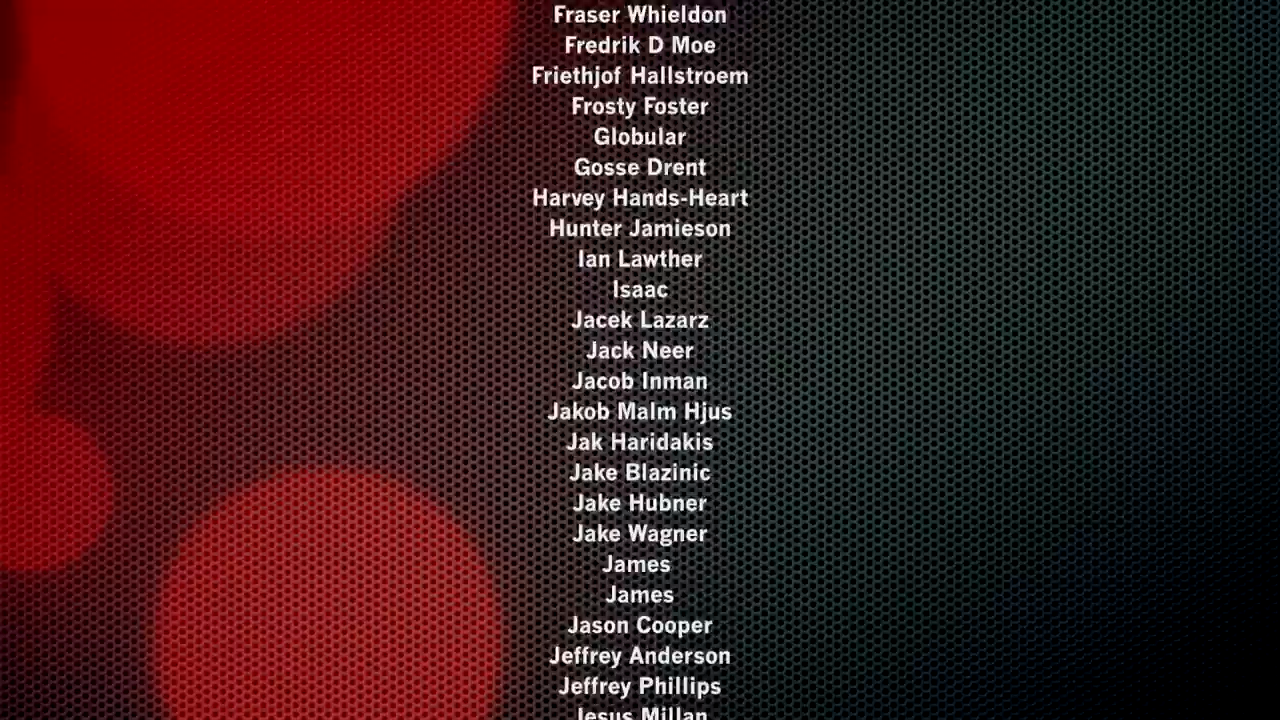 Fraser Whieldon
Fredrik D Moe
Friethjof Hallstroem
Frosty Foster
Globular
Gosse Drent
Harvey Hands-Heart
Hunter Jamieson
Ian Lawther
Isaac
Jacek Lazarz
Jack Neer
Jacob Inman
Jakob Malm Hjus
Jak Haridakis
Jake Blazinic
Jake Hubner
Jake Wagner
James
James
Jason Cooper
Jeffrey Anderson
Jeffrey Phillips
Jesus Millan